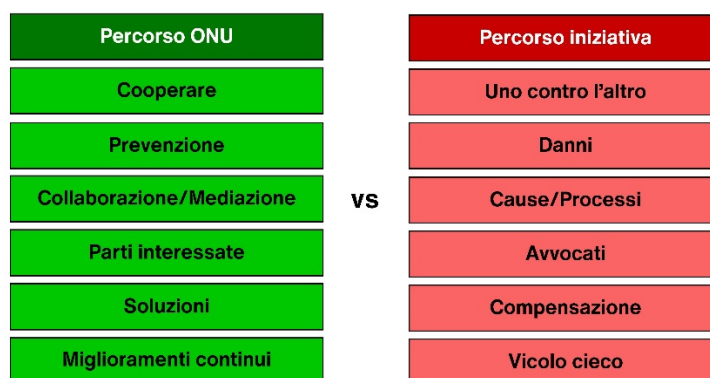 Percorso ONU
Cooperare
Prevenzione
Collaborazione/Mediazione
Parti interessate
Soluzioni
Miglioramenti continui
vs
Percorso iniziativa
Uno contro l'altro
Danni
Cause/Processi
Avvocati
Compensazione
Vicolo cieco